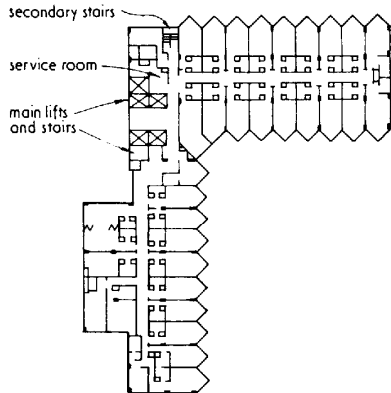 secondary stairs
service room
main lifts
and stairs